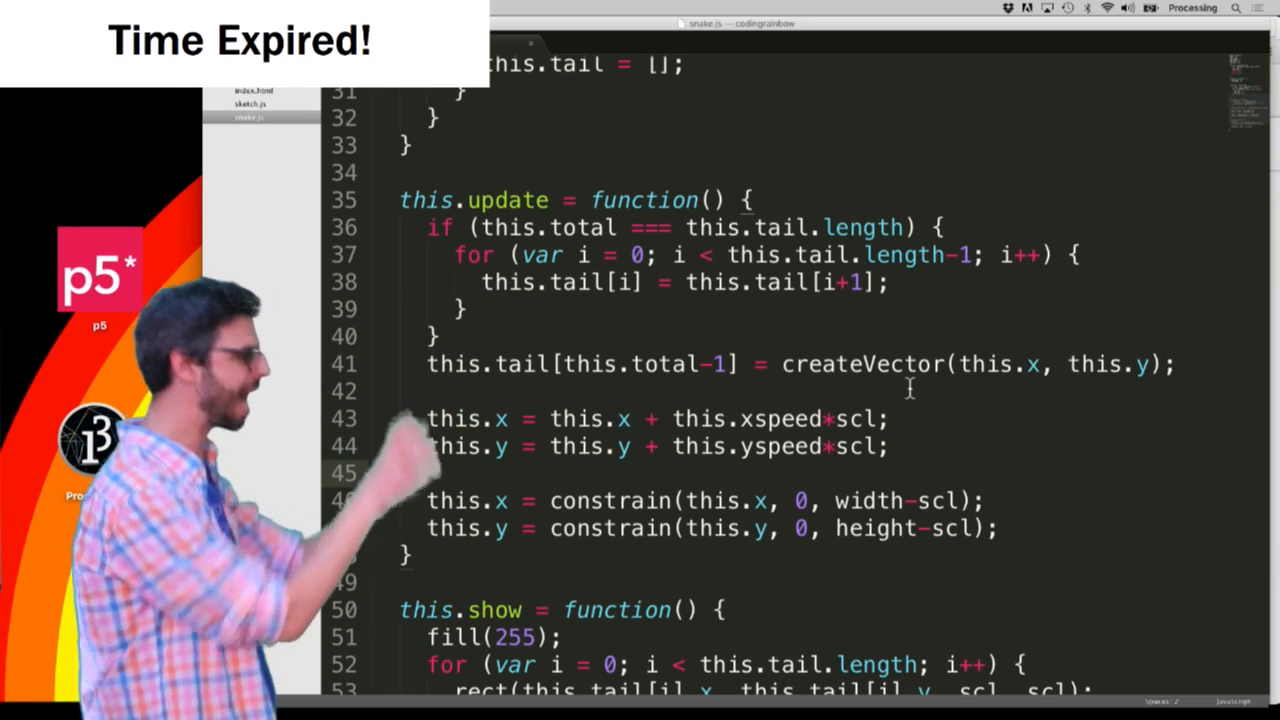 Time Expired!
Processing
snake.js — codingrainbow
index.html
sketch.js
snake.js
this.tail = [];
31 }
32 }
33 }
34
35 this.update = function() {
36 if (this.total === this.tail.length) {
37 for (var i = 0; i < this.tail.length-1; i++) {
38 this.tail[i] = this.tail[i+1];
39 }
40 }
41 this.tail[this.total-1] = createVector(this.x, this.y);
42
43 this.x = this.x + this.xspeed*scl;
44 this.y = this.y + this.yspeed*scl;
45
this.x = constrain(this.x, 0, width-scl);
this.y = constrain(this.y, 0, height-scl);
}
49
50 this.show = function() {
51 fill(255);
52 for (var i = 0; i < this.tail.length; i++) {
53 rect(this.tail[i].x, this.tail[i].y, scl, scl);
p5*
p5
i3
Spaces: 2 JavaScript